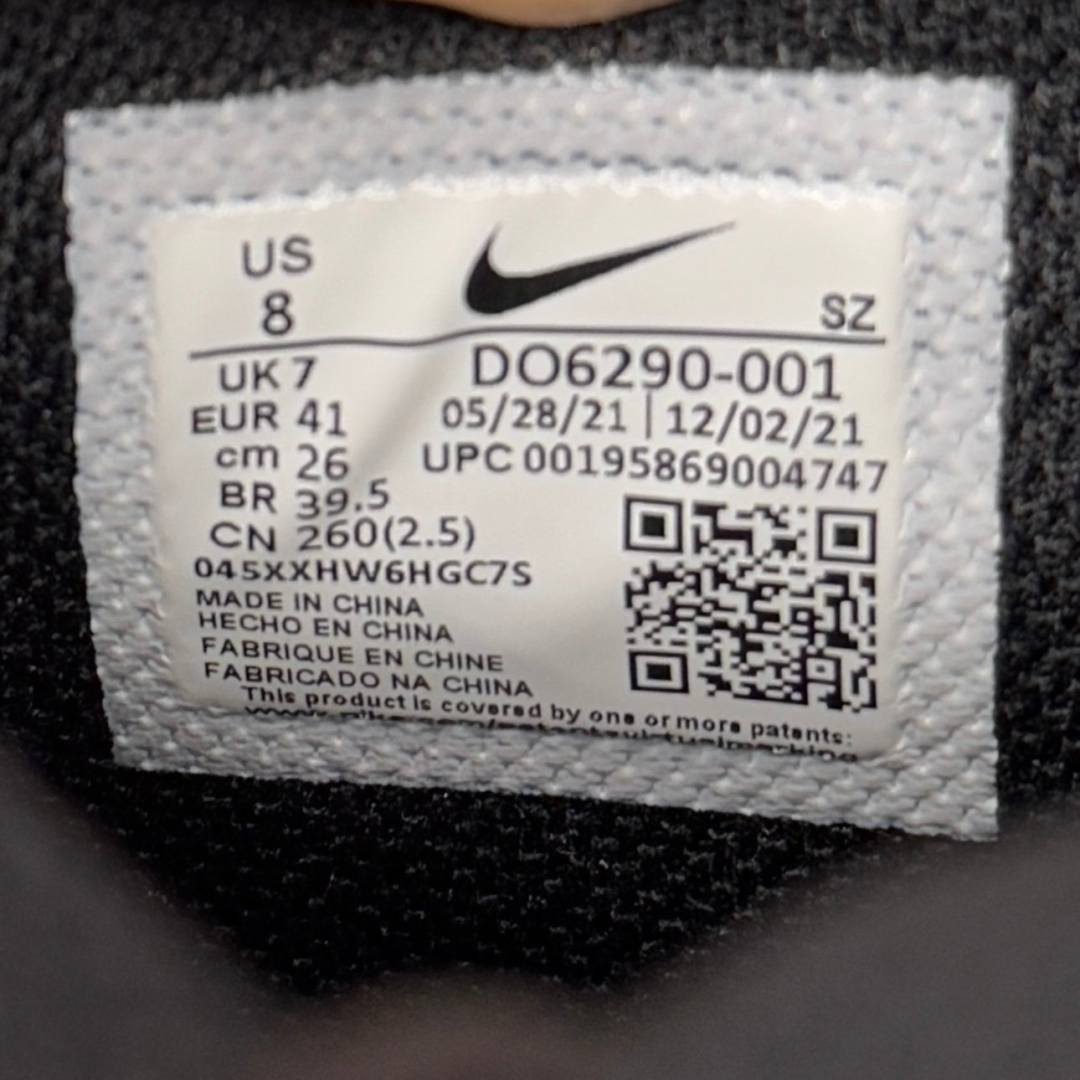 US
8
SZ
UK 7
DO6290-001
EUR 41
05/28/21 | 12/02/21
cm 26
UPC 00195869004747
BR 39.5
CN 260(2.5)
045XXHW6HGC7S
MADE IN CHINA
HECHO EN CHINA
FABRIQUE EN CHINE
FABRICADO NA CHINA
This product is covered by one or more patents: